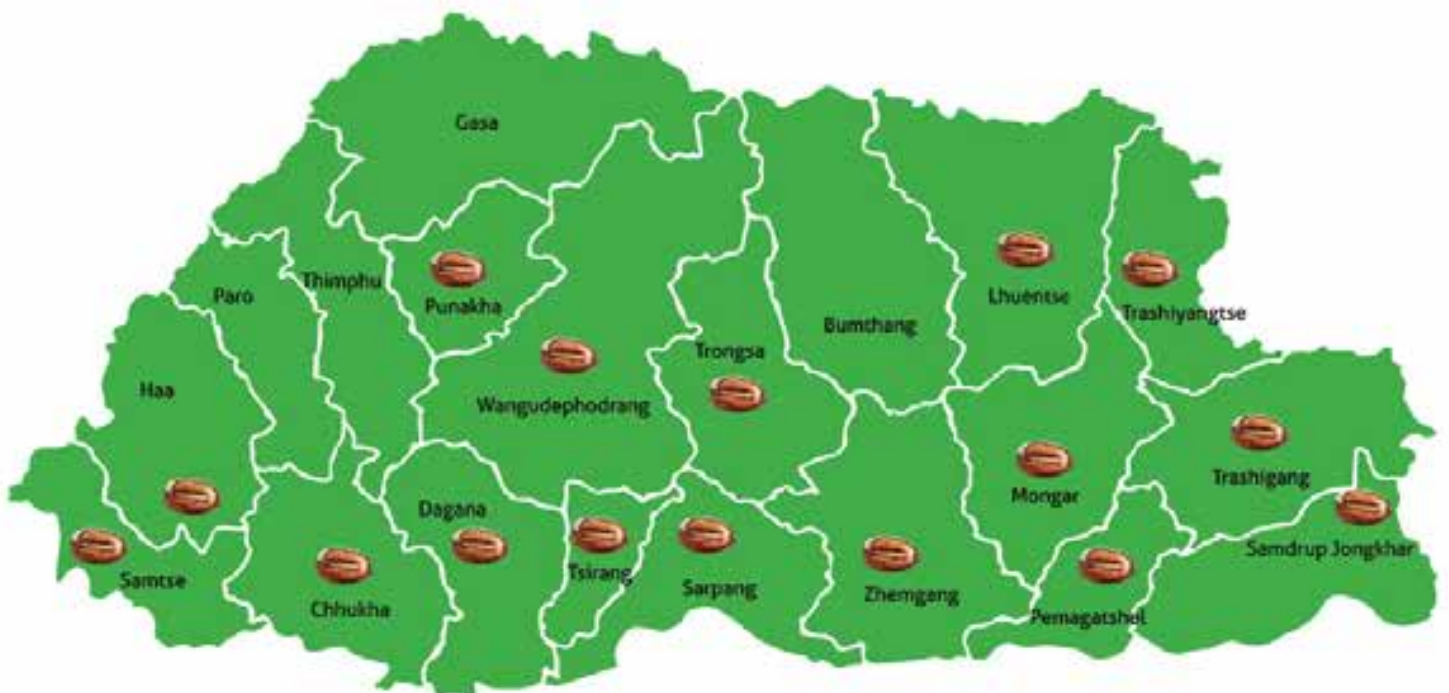 Gasa
Thimphu
Paro
Punakha
Haa
Wangudephodrang
Trongsa
Bumthang
Lhuentse
Trashiyangtse
Samtse
Chhukha
Dagana
Tsirang
Sarpang
Zhemgang
Mongar
Pemagatshel
Trashigang
Samdrup Jongkhar